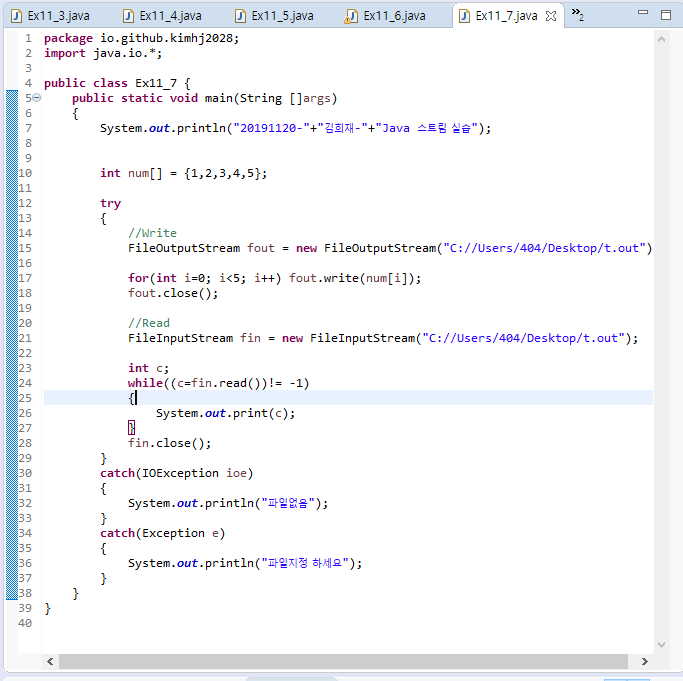 Ex11_3.java Ex11_4.java Ex11_5.java Ex11_6.java Ex11_7.java »2
1 package io.github.kimhj2028;
2 import java.io.*;
3
4 public class Ex11_7 {
5 public static void main(String []args)
6 {
7 System.out.println("20191120-"+"김희재-"+"Java 스트림 실습");
8
9
10 int num[] = {1,2,3,4,5};
11
12 try
13 {
14 //Write
15 FileOutputStream fout = new FileOutputStream("C://Users/404/Desktop/t.out")
16
17 for(int i=0; i<5; i++) fout.write(num[i]);
18 fout.close();
19
20 //Read
21 FileInputStream fin = new FileInputStream("C://Users/404/Desktop/t.out");
22
23 int c;
24 while((c=fin.read())!= -1)
25 {
26 System.out.print(c);
27 }
28 fin.close();
29 }
30 catch(IOException ioe)
31 {
32 System.out.println("파일없음");
33 }
34 catch(Exception e)
35 {
36 System.out.println("파일지정 하세요");
37 }
38 }
39 }
40